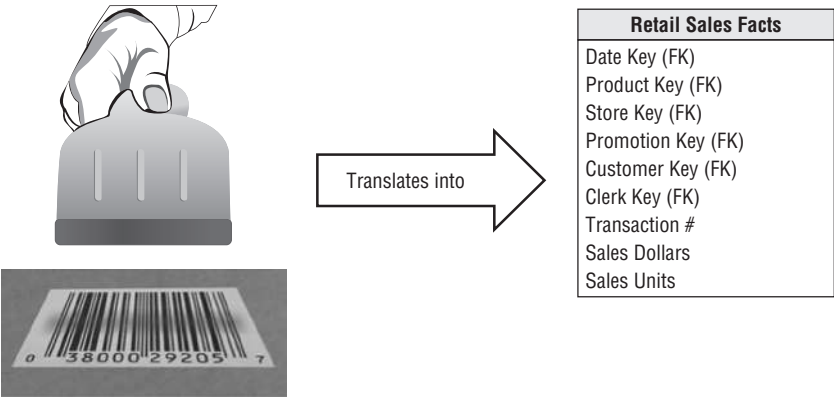 Retail Sales Facts
Date Key (FK)
Product Key (FK)
Store Key (FK)
Promotion Key (FK)
Customer Key (FK)
Clerk Key (FK)
Transaction #
Sales Dollars
Sales Units
Translates into
0 38000 29205 7